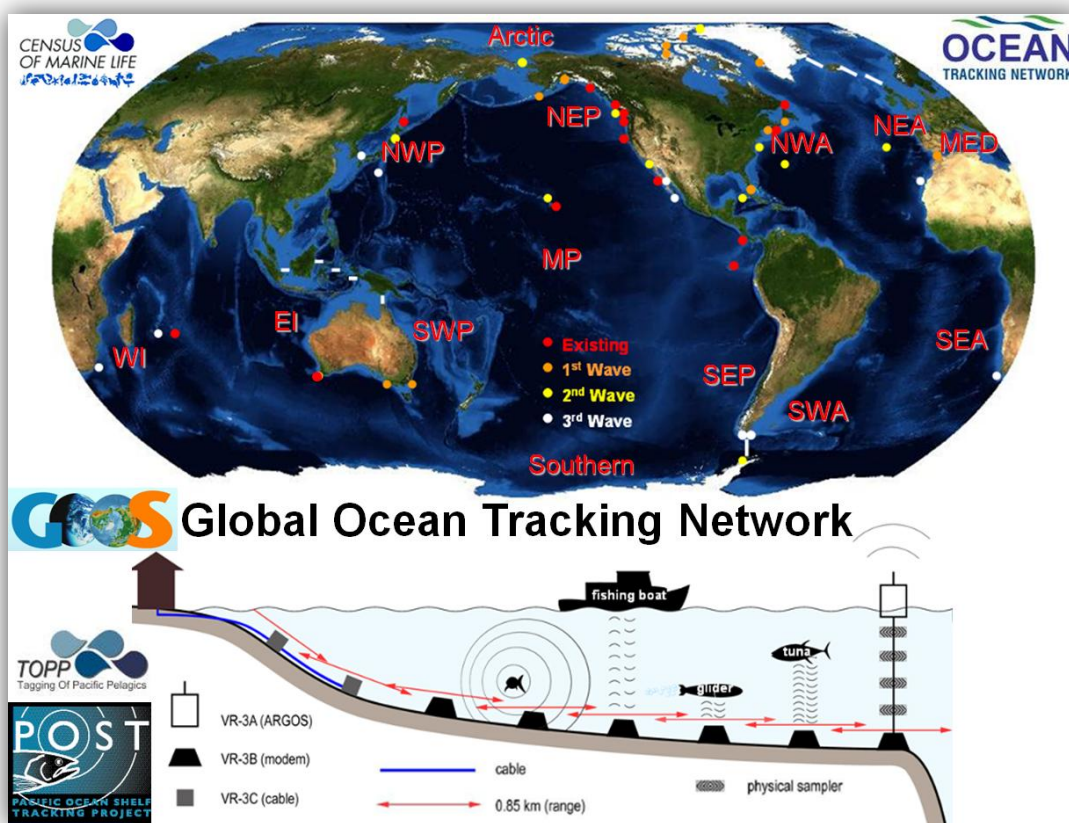 CENSUS
OF MARINE LIFE
OCEAN
TRACKING NETWORK
Arctic
NEP
NWP
NWA
NEA
MED
MP
EI
SWP
WI
SEA
SEP
SWA
Southern
Existing
1st Wave
2nd Wave
3rd Wave
GOOS
Global Ocean Tracking Network
fishing boat
tuna
glider
TOPP
Tagging Of Pacific Pelagics
VR-3A (ARGOS)
VR-3B (modem)
VR-3C (cable)
cable
0.85 km (range)
physical sampler
POST
PACIFIC OCEAN SHELF
TRACKING PROJECT